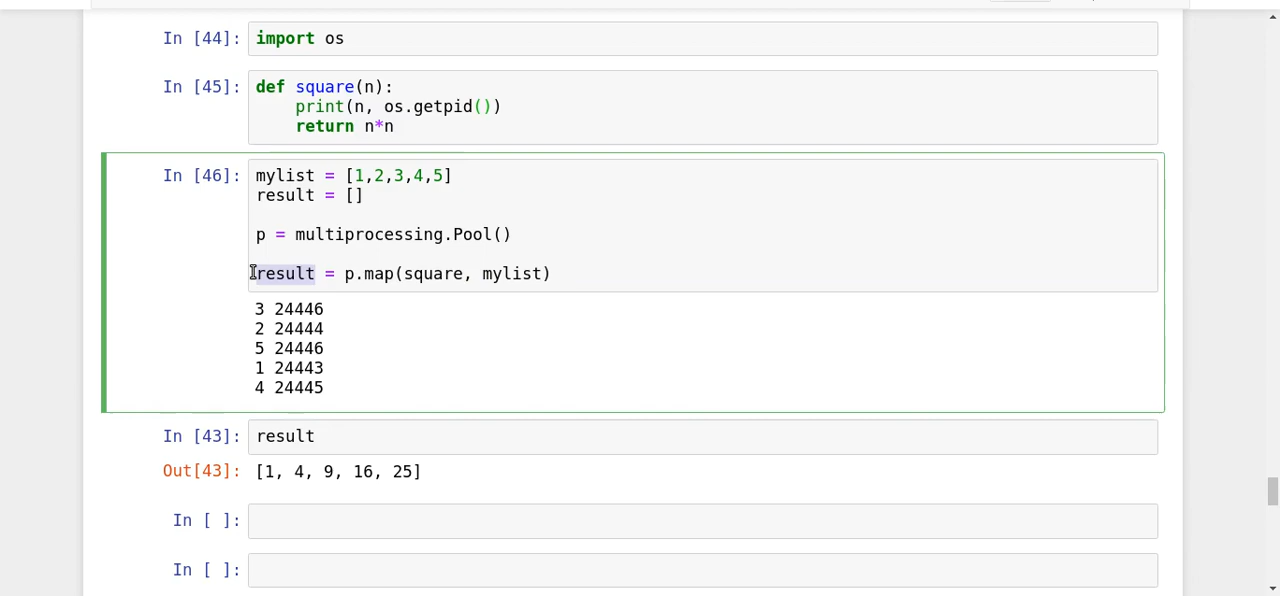 In [44]: import os
In [45]: def square(n):
print(n, os.getpid())
return n*n
In [46]: mylist = [1,2,3,4,5]
result = []
p = multiprocessing.Pool()
result = p.map(square, mylist)
3 24446
2 24444
5 24446
1 24443
4 24445
In [43]: result
Out[43]: [1, 4, 9, 16, 25]
In [ ]:
In [ ]: